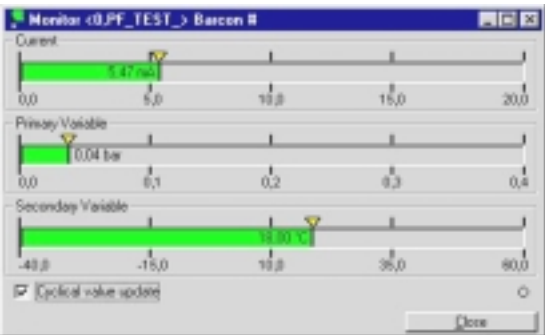 Monitor <0,PF_TEST_> Barcon #
Current
5.47 mA
0,0 5,0 10,0 15,0 20,0
Primary Variable
0,04 bar
0,0 0,1 0,2 0,3 0,4
Secondary Variable
18.00 °C
-40,0 -15,0 10,0 35,0 60,0
Cyclical value update
Close